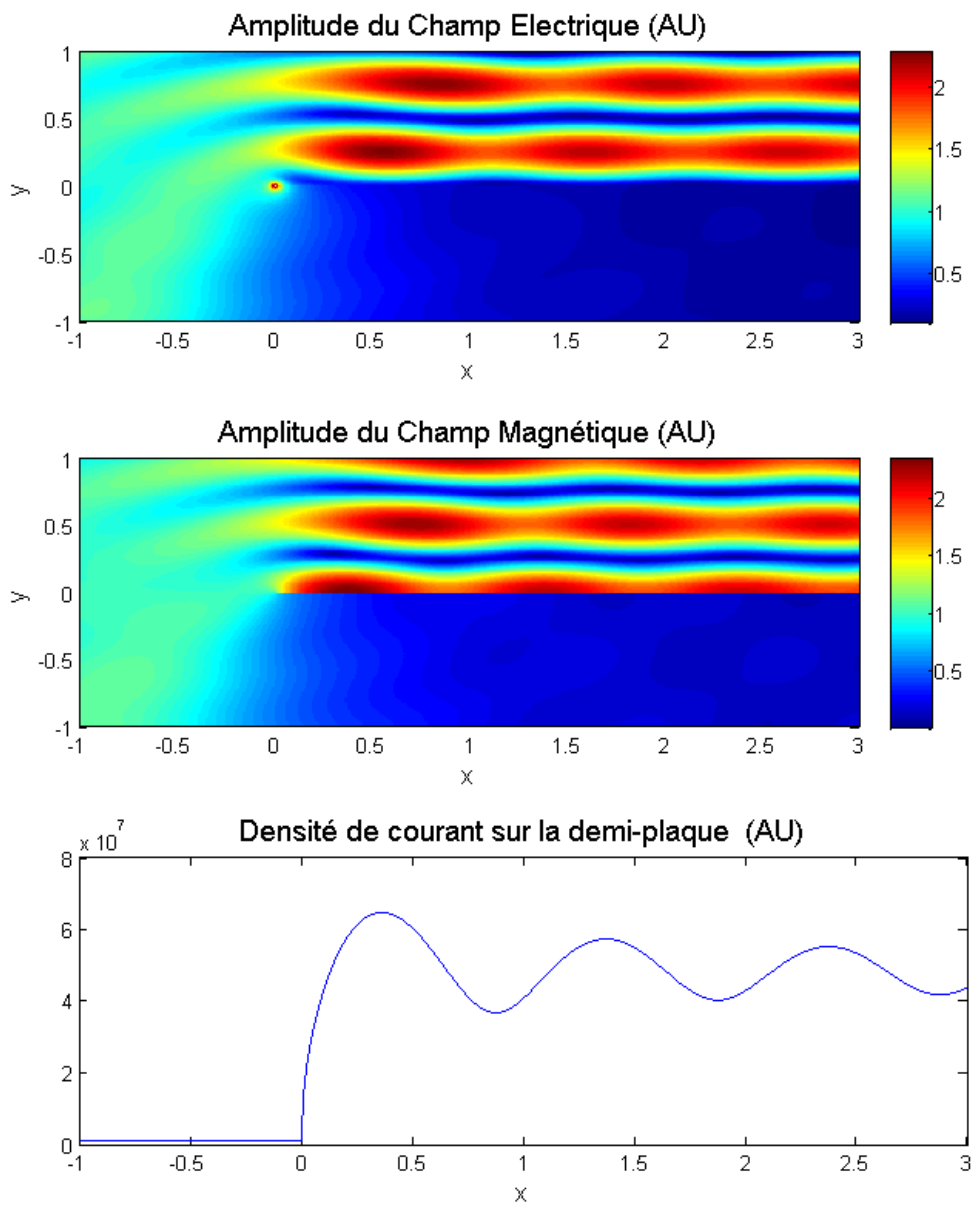 Amplitude du Champ Electrique (AU)
1
0.5
0
-0.5
-1
y
-1 -0.5 0 0.5 1 1.5 2 2.5 3
x
2
1.5
1
0.5
Amplitude du Champ Magnétique (AU)
1
0.5
0
-0.5
-1
y
-1 -0.5 0 0.5 1 1.5 2 2.5 3
x
2
1.5
1
0.5
Densité de courant sur la demi-plaque (AU)
x 10^7
8
6
4
2
0
-1 -0.5 0 0.5 1 1.5 2 2.5 3
x